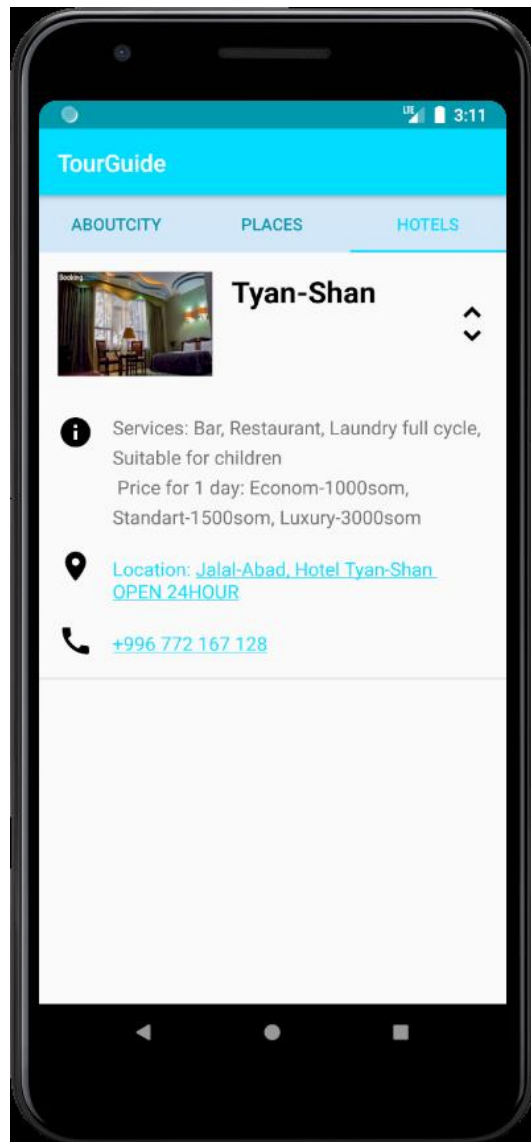 LTE 3:11
TourGuide
ABOUTCITY PLACES HOTELS
Booking
Tyan-Shan
Services: Bar, Restaurant, Laundry full cycle,
Suitable for children
Price for 1 day: Econom-1000som,
Standart-1500som, Luxury-3000som
Location: Jalal-Abad, Hotel Tyan-Shan
OPEN 24HOUR
+996 772 167 128